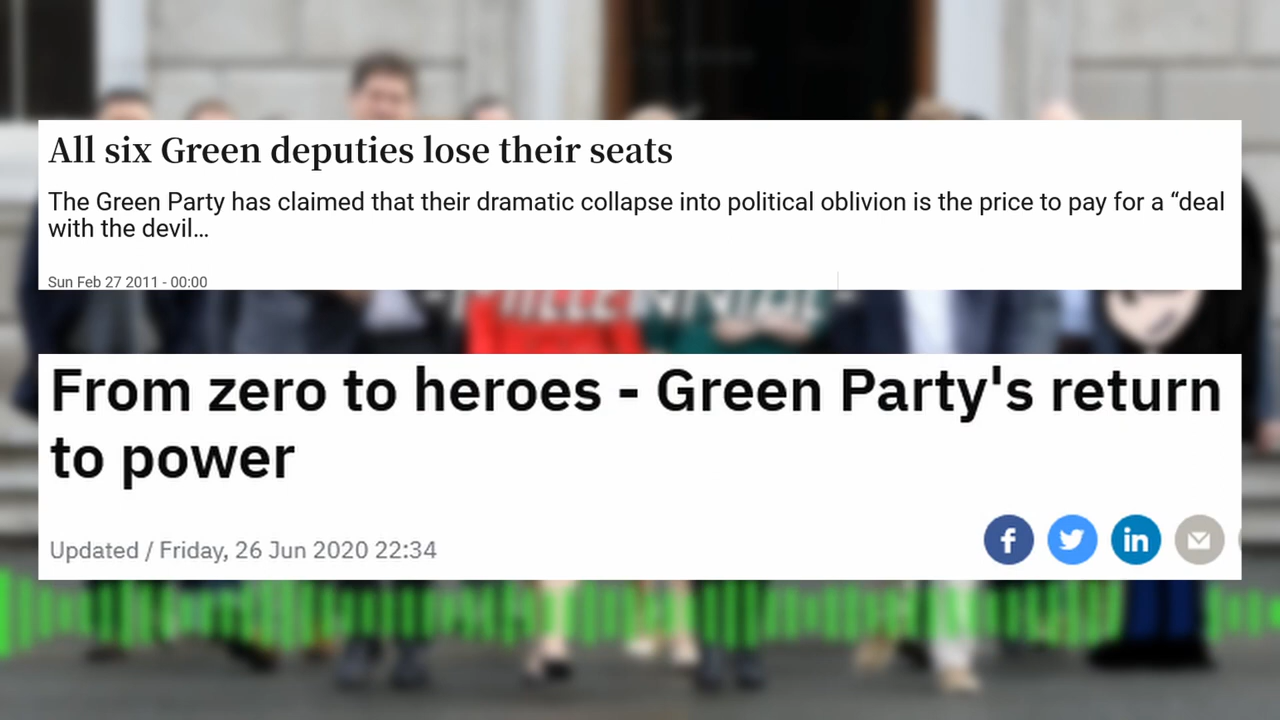 All six Green deputies lose their seats
The Green Party has claimed that their dramatic collapse into political oblivion is the price to pay for a “deal
with the devil...
Sun Feb 27 2011 - 00:00
MILLENNIAL
From zero to heroes - Green Party's return
to power
Updated / Friday, 26 Jun 2020 22:34